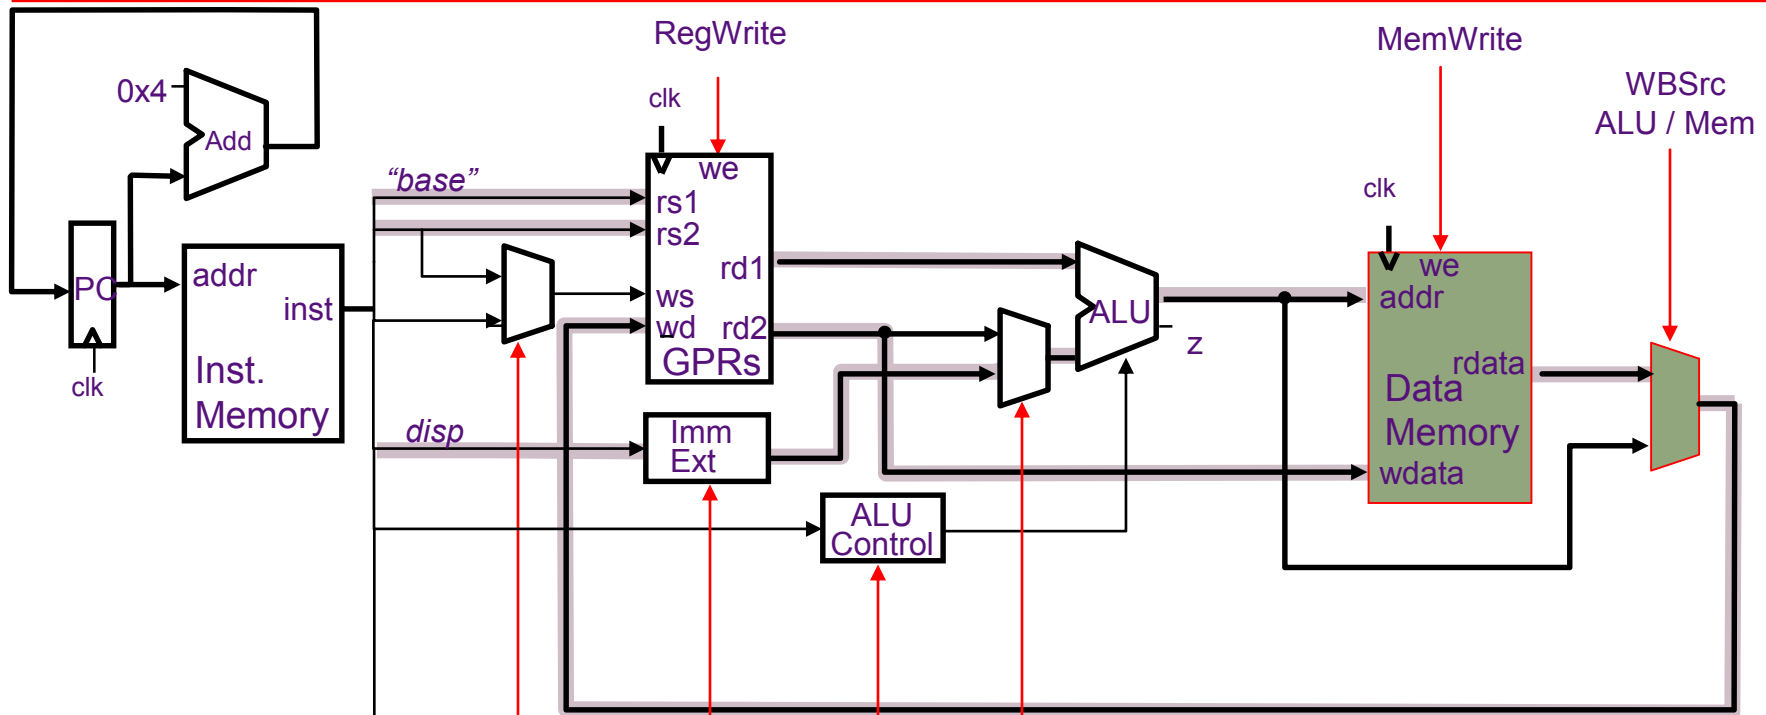 RegWrite
MemWrite
WBSrc
ALU / Mem
0x4
Add
clk
we
"base"
rs1
rs2
rd1
ws
wd
rd2
GPRs
PC
clk
addr
inst
Inst.
Memory
disp
Imm
Ext
ALU
Control
ALU
z
clk
we
addr
rdata
Data
Memory
wdata